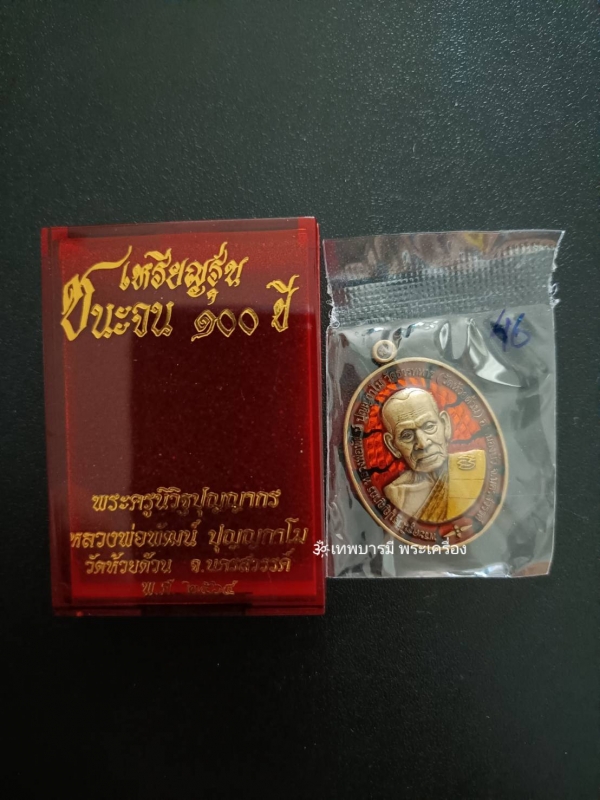 เหรียญรุ่น
ชนะจน ๑๐๐ ปี
พระครูนิวิฐปุญญากร
หลวงพ่อพัฒน์ ปุญญกาโม
วัดห้วยด้วน จ.นครสวรรค์
พ.ศ ๒๕๖๔
46
เทพบารมี พระเครื่อง